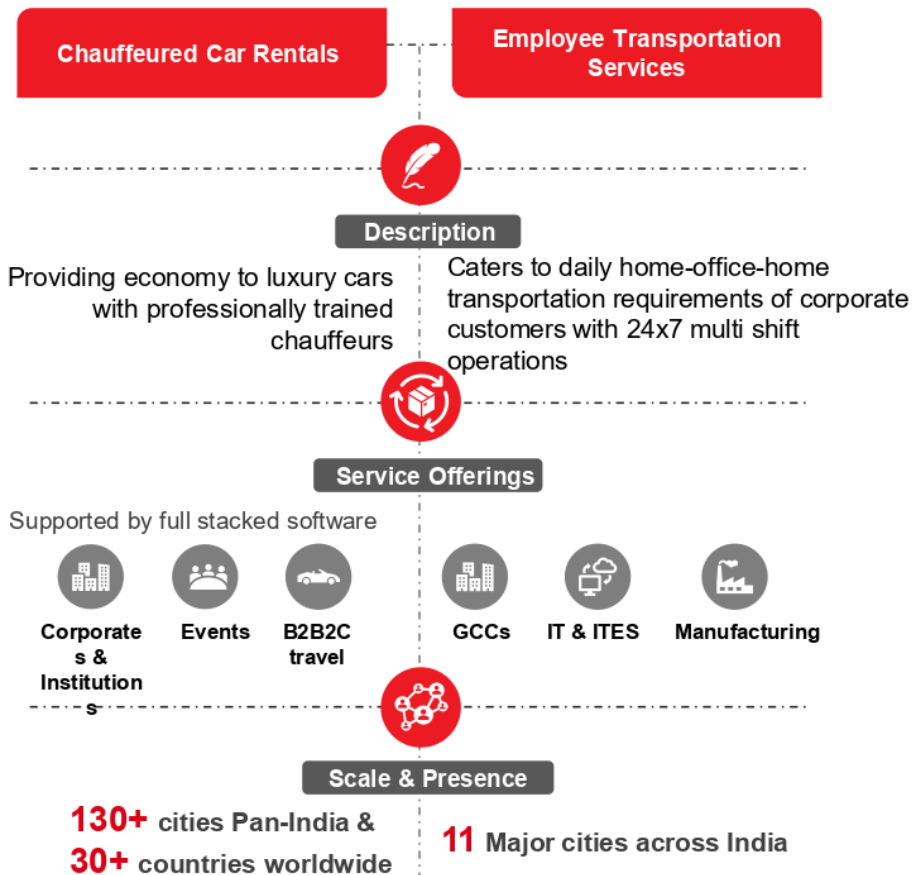 Chauffeured Car Rentals
Employee Transportation
Services
Description
Providing economy to luxury cars
with professionally trained
chauffeurs
Caters to daily home-office-home
transportation requirements of corporate
customers with 24x7 multi shift
operations
Service Offerings
Supported by full stacked software
Corporate
s &
Institution
s
Events
B2B2C
travel
GCCs
IT & ITES
Manufacturing
Scale & Presence
130+ cities Pan-India &
30+ countries worldwide
11 Major cities across India